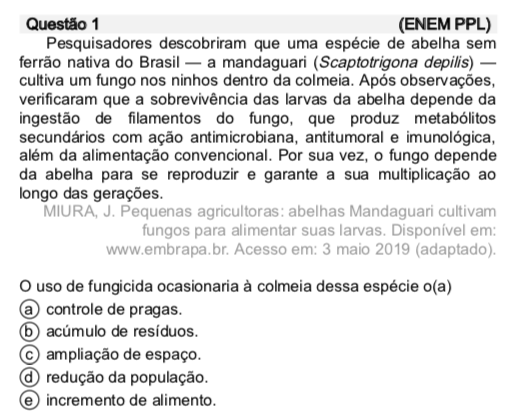 Questão 1 (ENEM PPL)
Pesquisadores descobriram que uma espécie de abelha sem
ferrão nativa do Brasil — a mandaguari (Scaptotrigona depilis) —
cultiva um fungo nos ninhos dentro da colmeia. Após observações,
verificaram que a sobrevivência das larvas da abelha depende da
ingestão de filamentos do fungo, que produz metabólitos
secundários com ação antimicrobiana, antitumoral e imunológica,
além da alimentação convencional. Por sua vez, o fungo depende
da abelha para se reproduzir e garante a sua multiplicação ao
longo das gerações.
MIURA, J. Pequenas agricultoras: abelhas Mandaguari cultivam
fungos para alimentar suas larvas. Disponível em:
www.embrapa.br. Acesso em: 3 maio 2019 (adaptado).
O uso de fungicida ocasionaria à colmeia dessa espécie o(a)
a controle de pragas.
b acúmulo de resíduos.
c ampliação de espaço.
d redução da população.
e incremento de alimento.